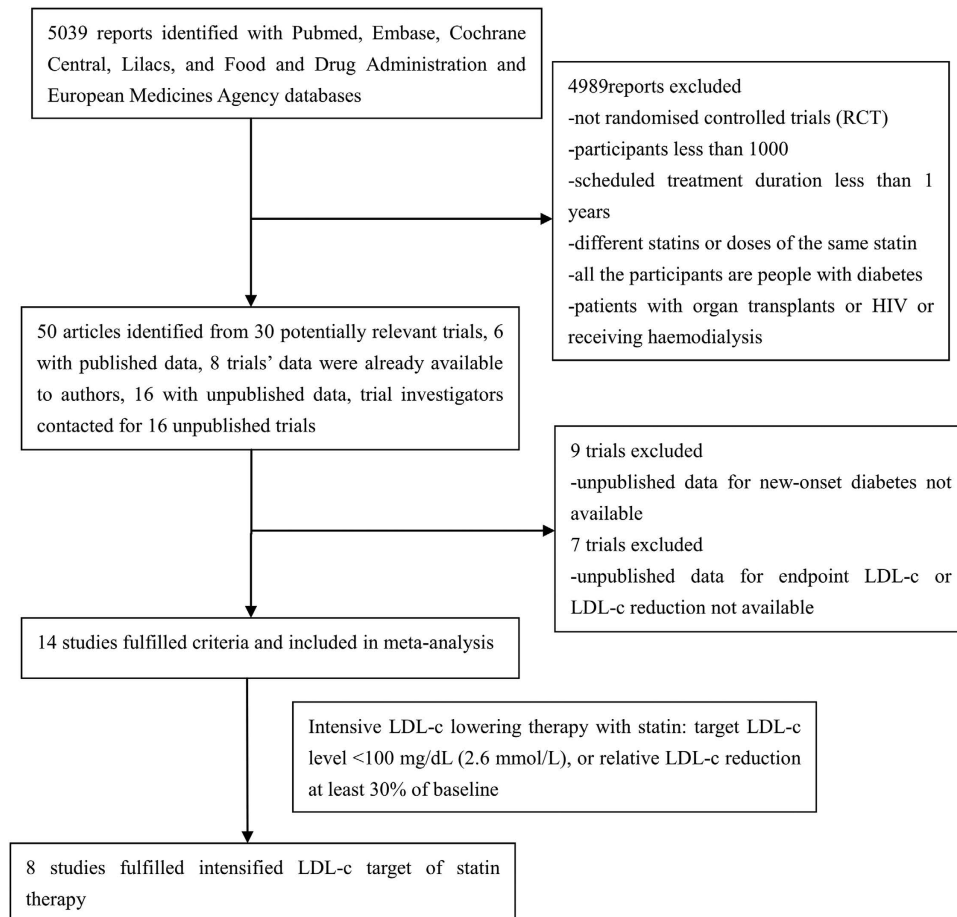 5039 reports identified with Pubmed, Embase, Cochrane
Central, Lilacs, and Food and Drug Administration and
European Medicines Agency databases
4989reports excluded
-not randomised controlled trials (RCT)
-participants less than 1000
-scheduled treatment duration less than 1
years
-different statins or doses of the same statin
-all the participants are people with diabetes
-patients with organ transplants or HIV or
receiving haemodialysis
50 articles identified from 30 potentially relevant trials, 6
with published data, 8 trials’ data were already available
to authors, 16 with unpublished data, trial investigators
contacted for 16 unpublished trials
9 trials excluded
-unpublished data for new-onset diabetes not
available
7 trials excluded
-unpublished data for endpoint LDL-c or
LDL-c reduction not available
14 studies fulfilled criteria and included in meta-analysis
Intensive LDL-c lowering therapy with statin: target LDL-c
level <100 mg/dL (2.6 mmol/L), or relative LDL-c reduction
at least 30% of baseline
8 studies fulfilled intensified LDL-c target of statin
therapy